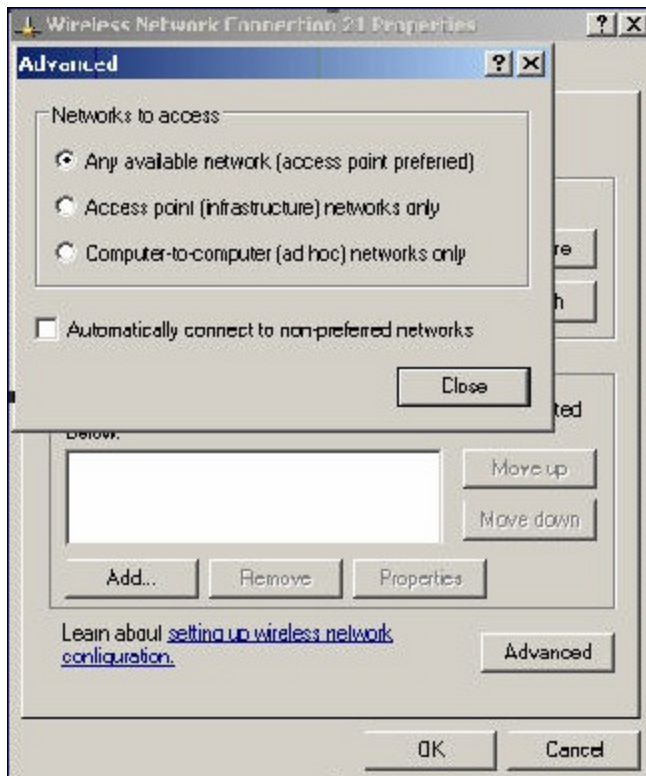 Wireless Network Connection 21 Properties
Advanced
Networks to access
Any available network (access point preferred)
Access point (infrastructure) networks only
Computer-to-computer (ad hoc) networks only
re
h
Automatically connect to non-preferred networks
Close
ted
below:
Move up
Move down
Add...
Remove
Properties
Learn about setting up wireless network
configuration.
Advanced
OK
Cancel